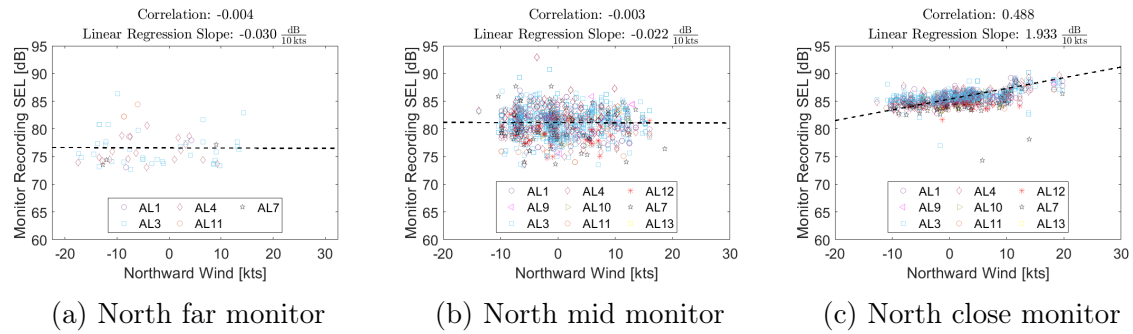 Correlation: -0.004
Linear Regression Slope: -0.030 dB/10 kts
95
90
85
80
75
70
65
60
Monitor Recording SEL [dB]
AL1 AL4 AL7
AL3 AL11
-20 -10 0 10 20 30
Northward Wind [kts]
(a) North far monitor
Correlation: -0.003
Linear Regression Slope: -0.022 dB/10 kts
95
90
85
80
75
70
65
60
Monitor Recording SEL [dB]
AL1 AL4 AL12
AL9 AL10 AL7
AL3 AL11 AL13
-20 -10 0 10 20 30
Northward Wind [kts]
(b) North mid monitor
Correlation: 0.488
Linear Regression Slope: 1.933 dB/10 kts
95
90
85
80
75
70
65
60
Monitor Recording SEL [dB]
AL1 AL4 AL12
AL9 AL10 AL7
AL3 AL11 AL13
-20 -10 0 10 20 30
Northward Wind [kts]
(c) North close monitor